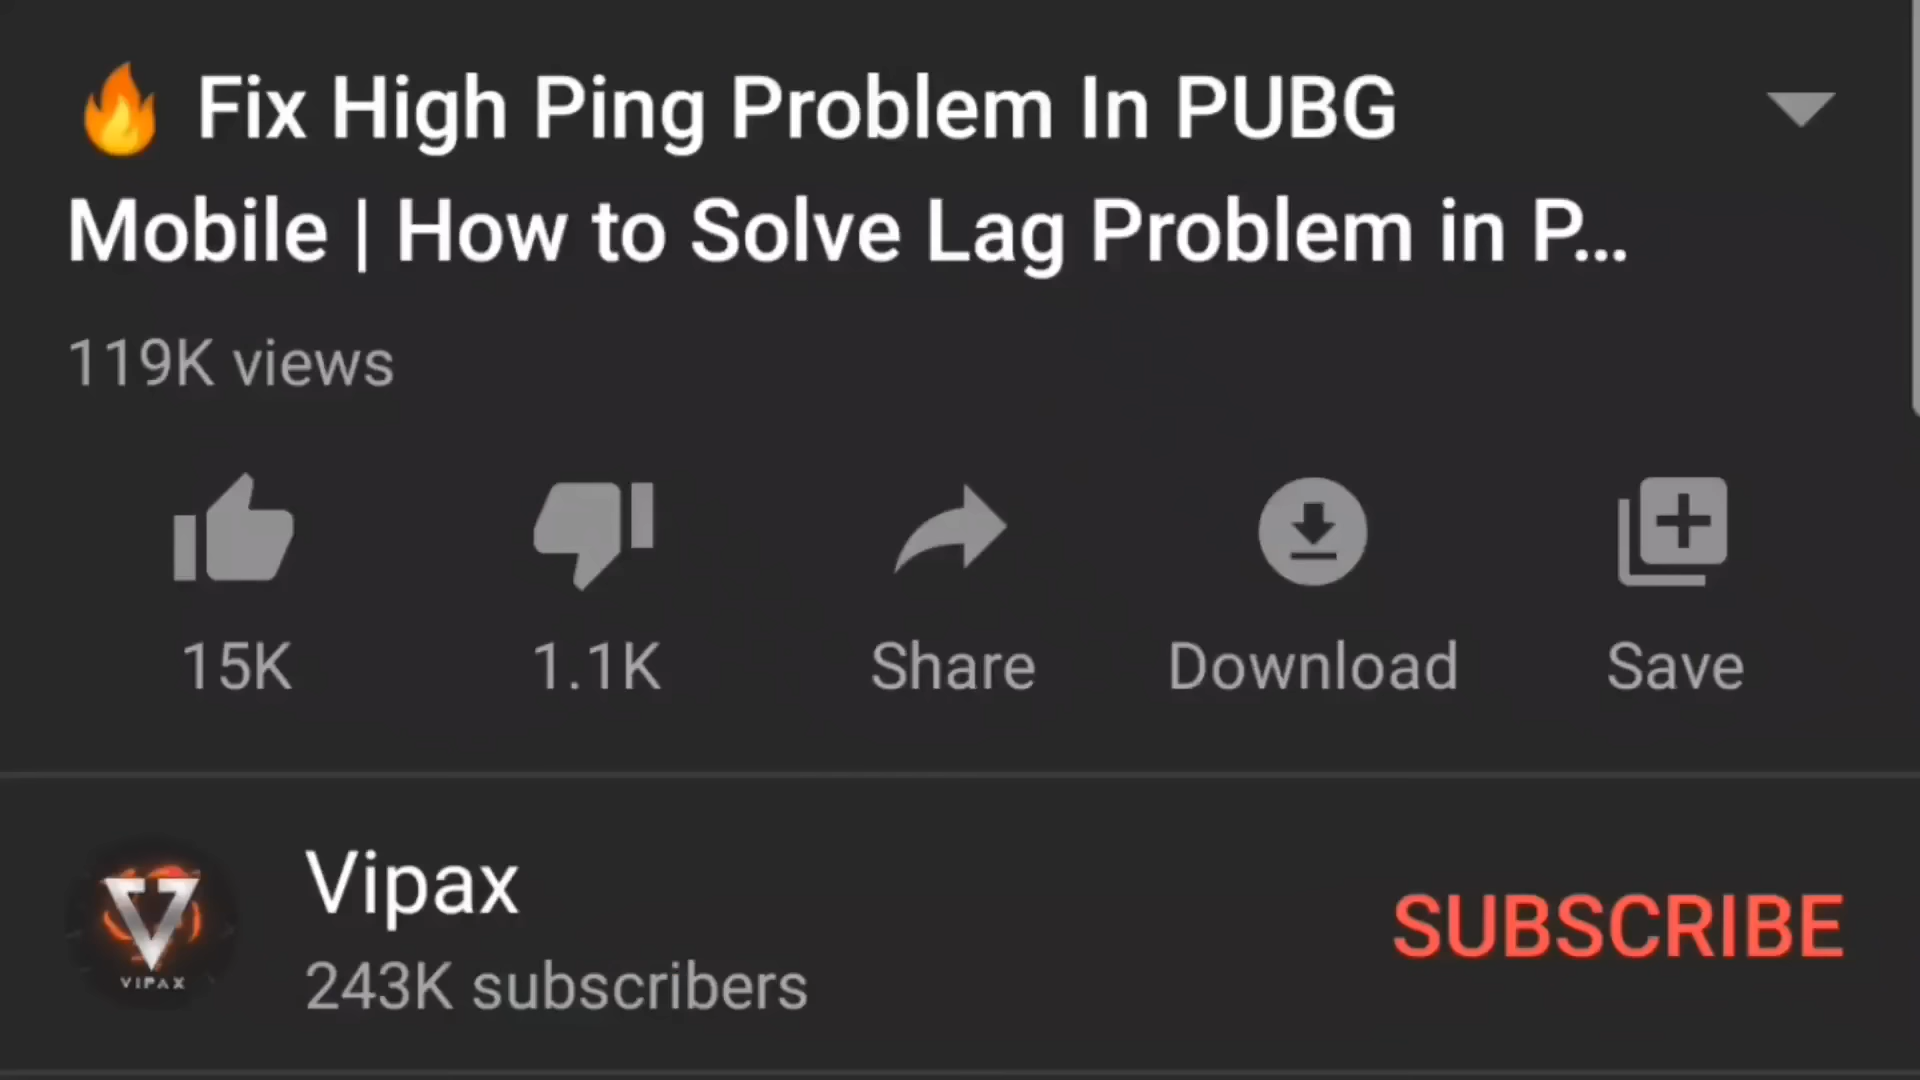 🔥 Fix High Ping Problem In PUBG
Mobile | How to Solve Lag Problem in P...
119K views
15K 1.1K Share Download Save
Vipax
VIPAX
243K subscribers
SUBSCRIBE